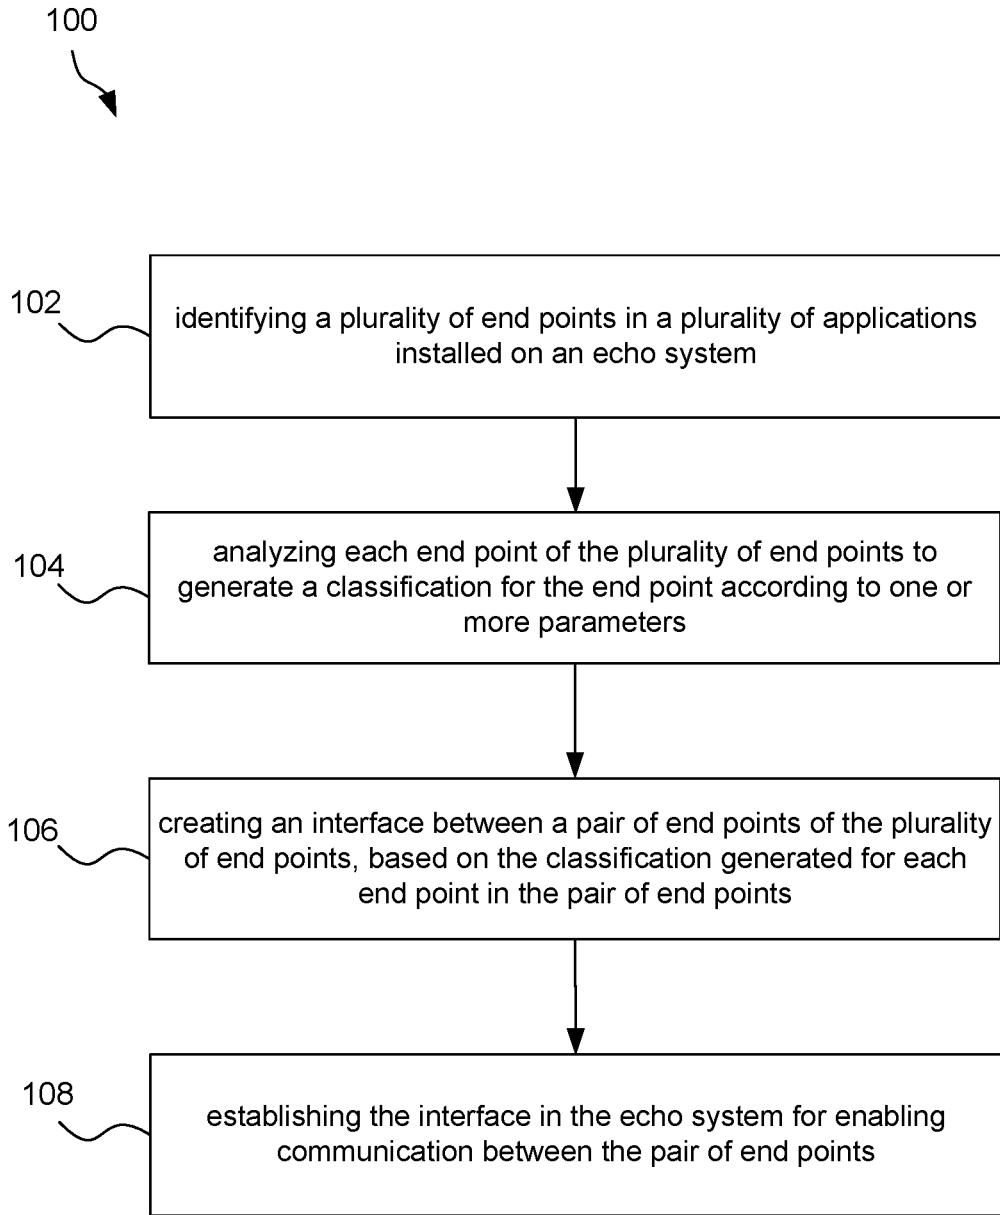 100
102
identifying a plurality of end points in a plurality of applications
installed on an echo system
104
analyzing each end point of the plurality of end points to
generate a classification for the end point according to one or
more parameters
106
creating an interface between a pair of end points of the plurality
of end points, based on the classification generated for each
end point in the pair of end points
108
establishing the interface in the echo system for enabling
communication between the pair of end points